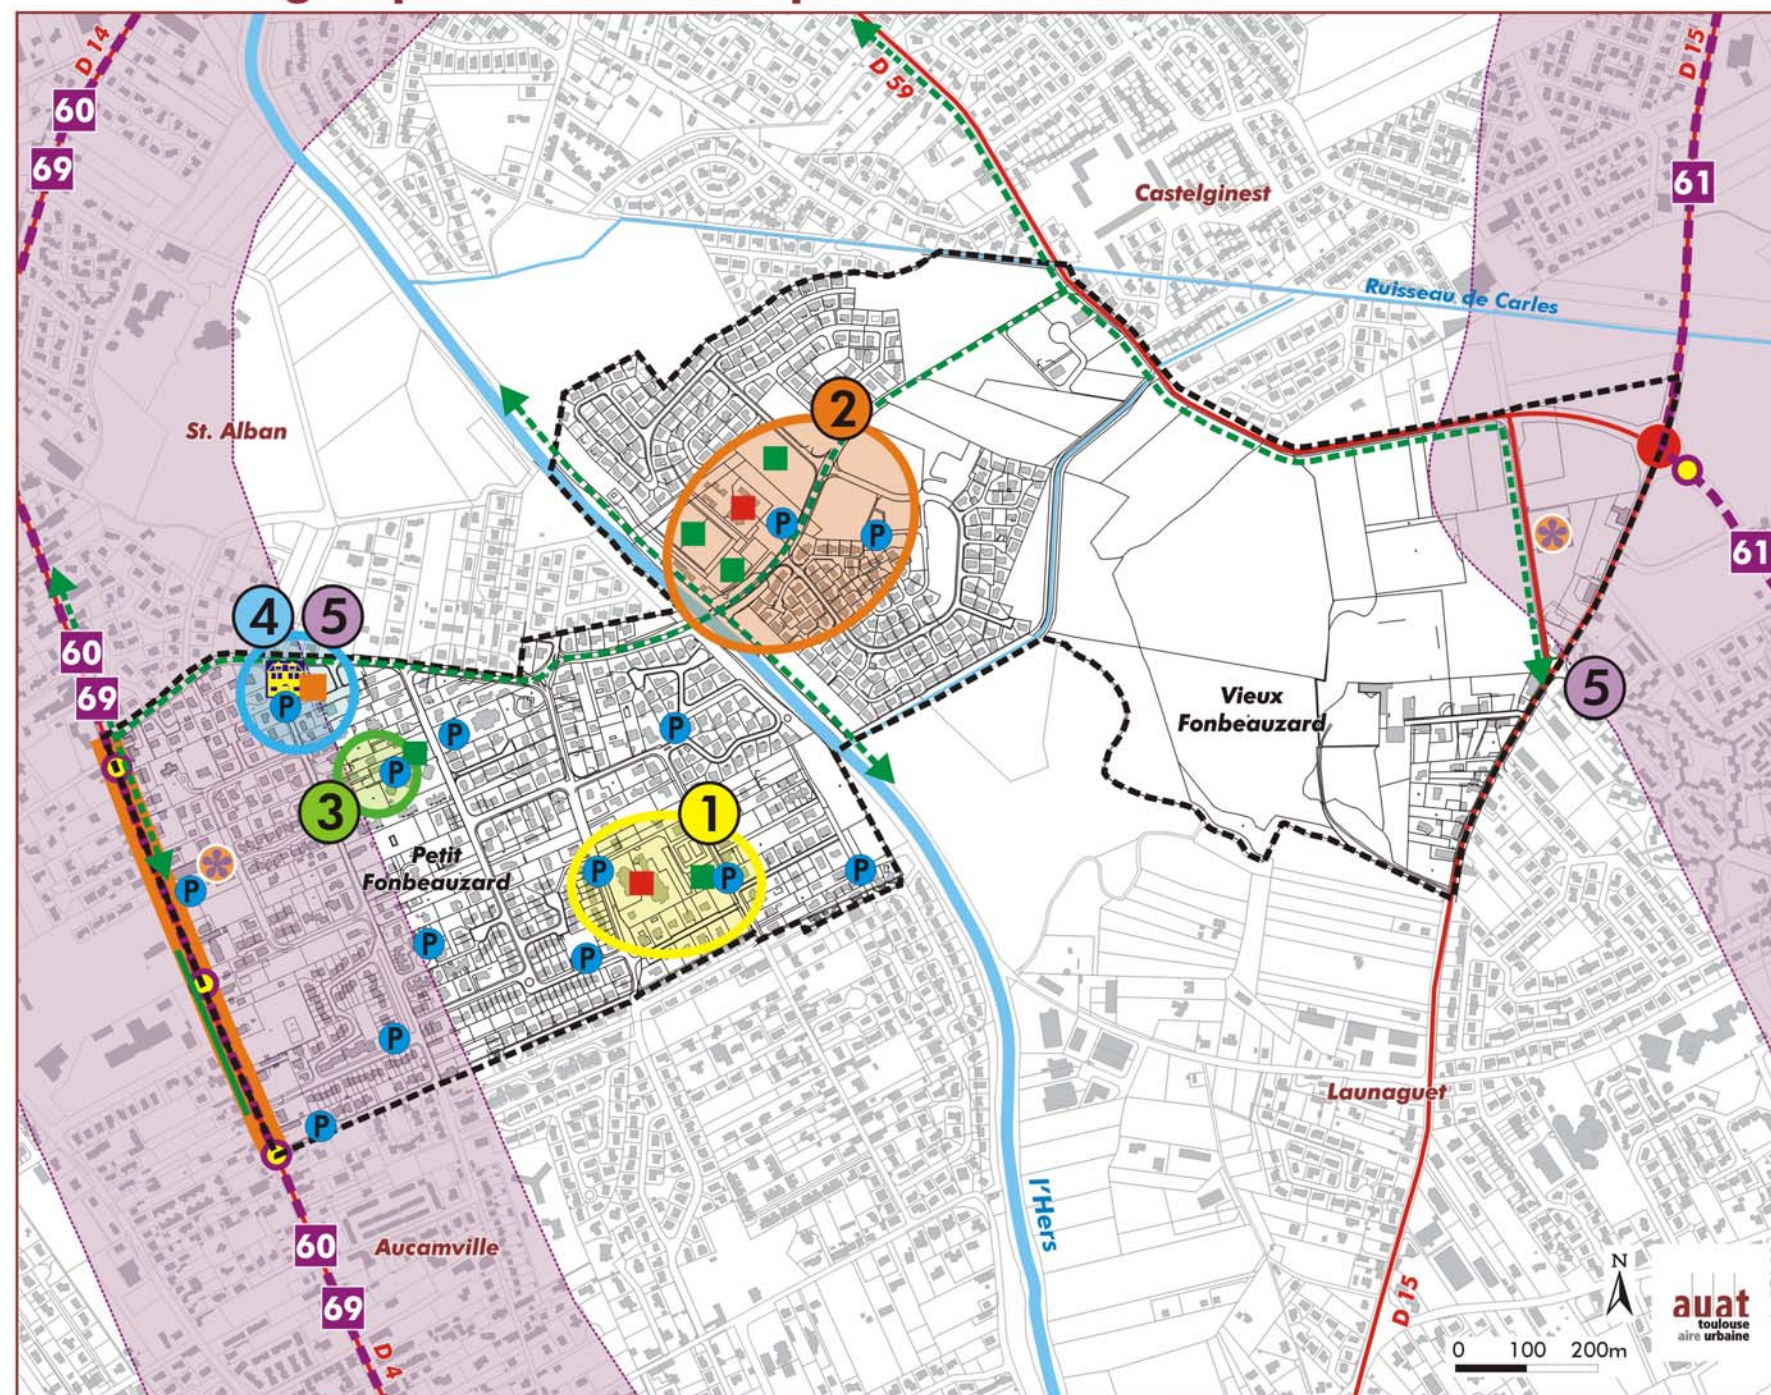 D 14
60
69
D 59
D 15
61
Castelginest
Ruisseau de Carles
St. Alban
2
61
4
5
60
69
5
Vieux
Fonbeauzard
P
P
P
P
P
P
3
1
Petit
Fonbeauzard
P
P
P
P
P
P
P
P
Launaguet
l'Hers
60
Aucamville
69
D 4
D 15
N
0 100 200m
auat
toulouse
aire urbaine